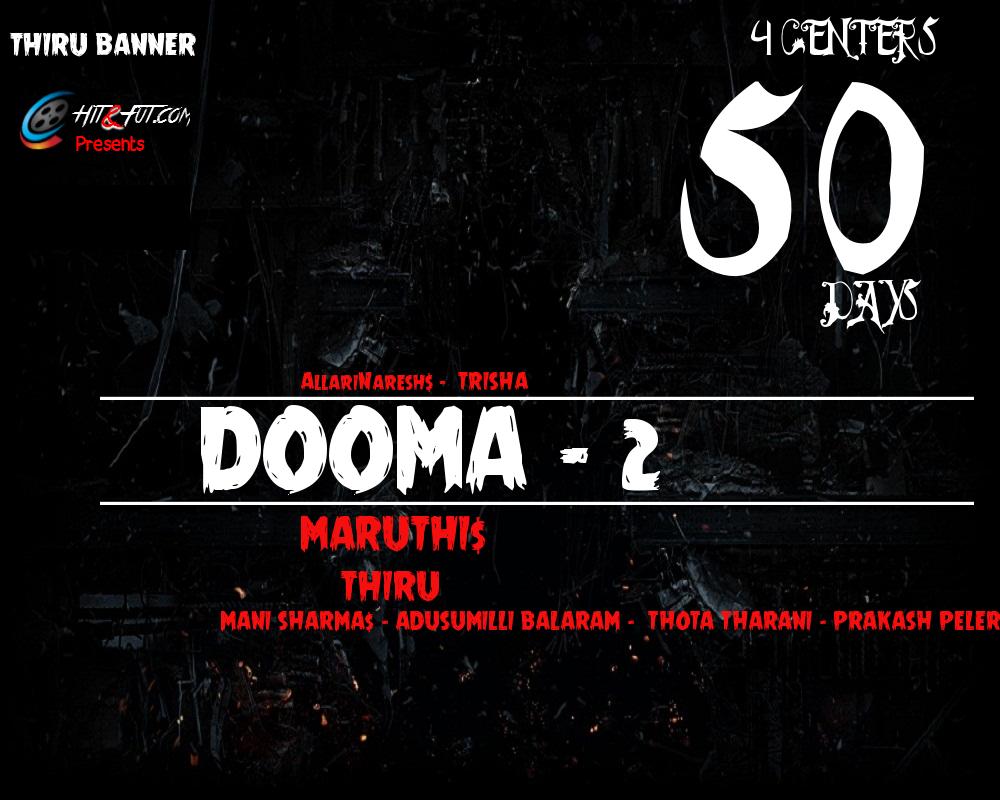 THIRU BANNER
HIT&FUT.COM
Presents
4 CENTERS
50
DAYS
ALLARINARESH$ - TRISHA
DOOMA - 2
MARUTHI$
THIRU
MANI SHARMA$ - ADUSUMILLI BALARAM - THOTA THARANI - PRAKASH PELER